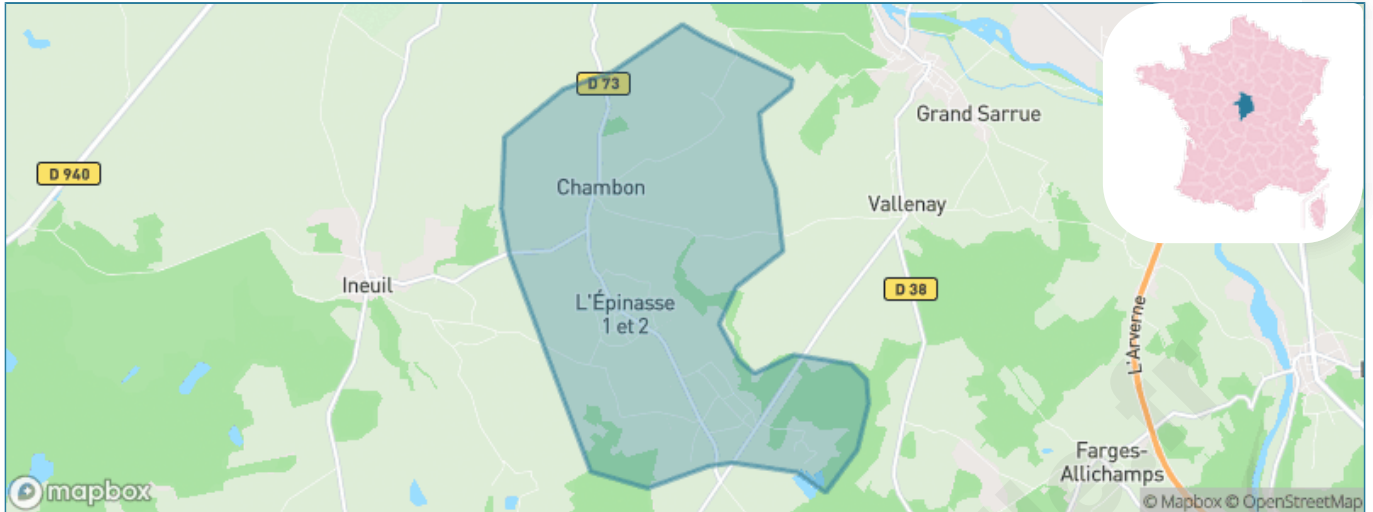 D 73
Grand Sarrue
D 940
Chambon
Vallenay
Ineuil
D 38
L'Épinasse
1 et 2
L'Arverne
Farges-
Allichamps
mapbox
© Mapbox © OpenStreetMap